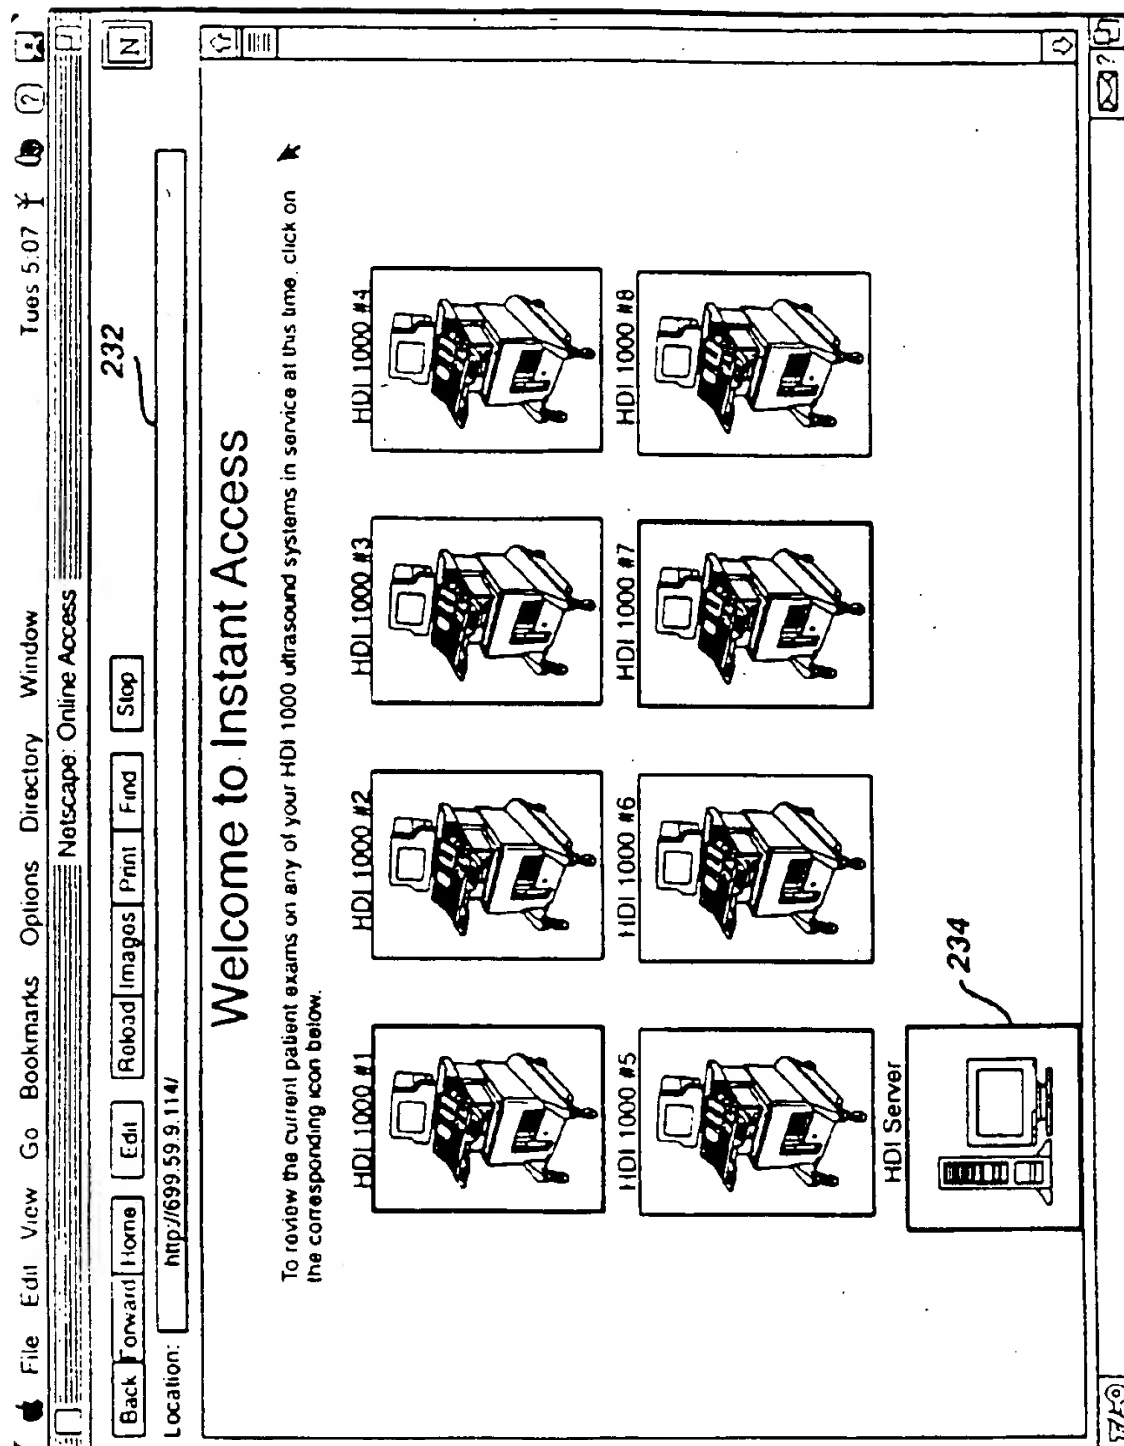 File Edit View Go Bookmarks Options Directory Window Tues 5:07 ?
Netscape: Online Access
Back Forward Home Edit Reload Images Print Find Stop N
232
Location: http://699.59.9.114/
Welcome to Instant Access
To review the current patient exams on any of your HDI 1000 ultrasound systems in service at this time, click on
the corresponding icon below.
HDI 1000 #1 HDI 1000 #2 HDI 1000 #3 HDI 1000 #4
HDI 1000 #5 HDI 1000 #6 HDI 1000 #7 HDI 1000 #8
HDI Server
234
?